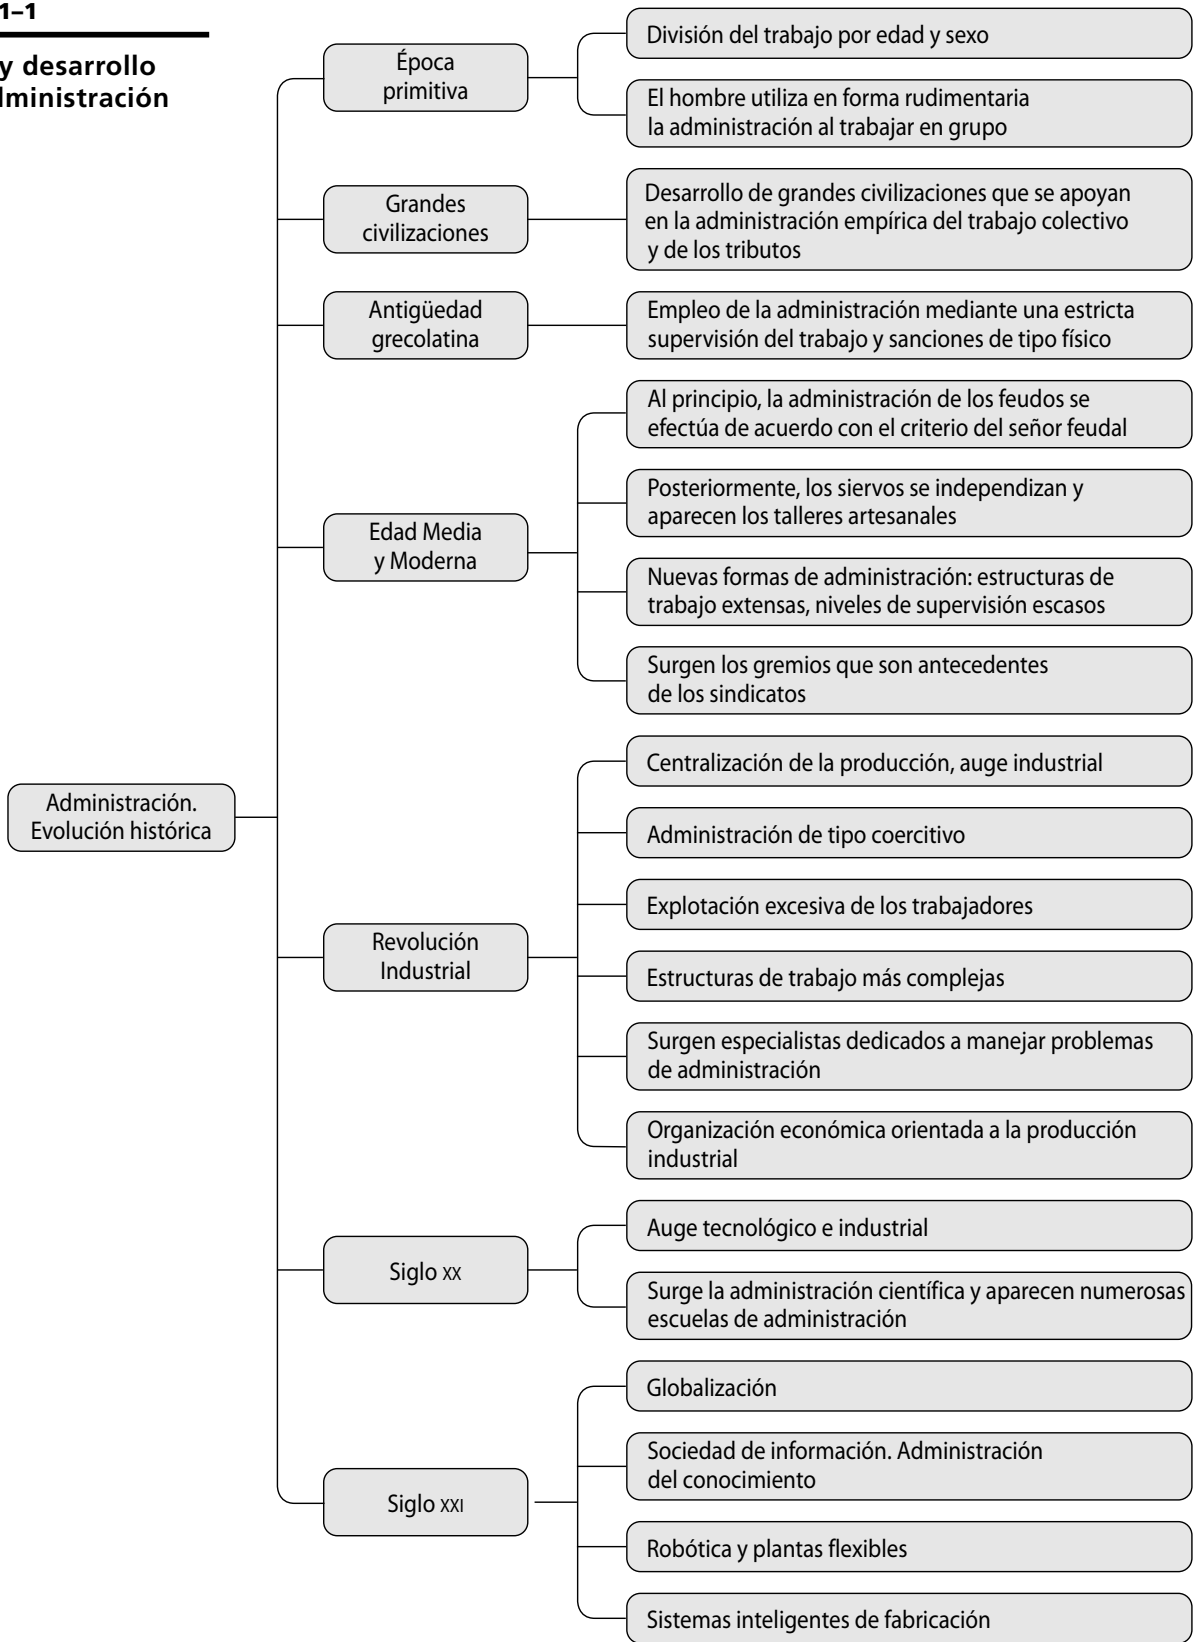 1–1
y desarrollo
dministración
Época
primitiva
División del trabajo por edad y sexo
El hombre utiliza en forma rudimentaria
la administración al trabajar en grupo
Grandes
civilizaciones
Desarrollo de grandes civilizaciones que se apoyan
en la administración empírica del trabajo colectivo
y de los tributos
Antigüedad
grecolatina
Empleo de la administración mediante una estricta
supervisión del trabajo y sanciones de tipo físico
Edad Media
y Moderna
Al principio, la administración de los feudos se
efectúa de acuerdo con el criterio del señor feudal
Posteriormente, los siervos se independizan y
aparecen los talleres artesanales
Nuevas formas de administración: estructuras de
trabajo extensas, niveles de supervisión escasos
Surgen los gremios que son antecedentes
de los sindicatos
Administración.
Evolución histórica
Revolución
Industrial
Centralización de la producción, auge industrial
Administración de tipo coercitivo
Explotación excesiva de los trabajadores
Estructuras de trabajo más complejas
Surgen especialistas dedicados a manejar problemas
de administración
Organización económica orientada a la producción
industrial
Siglo XX
Auge tecnológico e industrial
Surge la administración científica y aparecen numerosas
escuelas de administración
Siglo XXI
Globalización
Sociedad de información. Administración
del conocimiento
Robótica y plantas flexibles
Sistemas inteligentes de fabricación